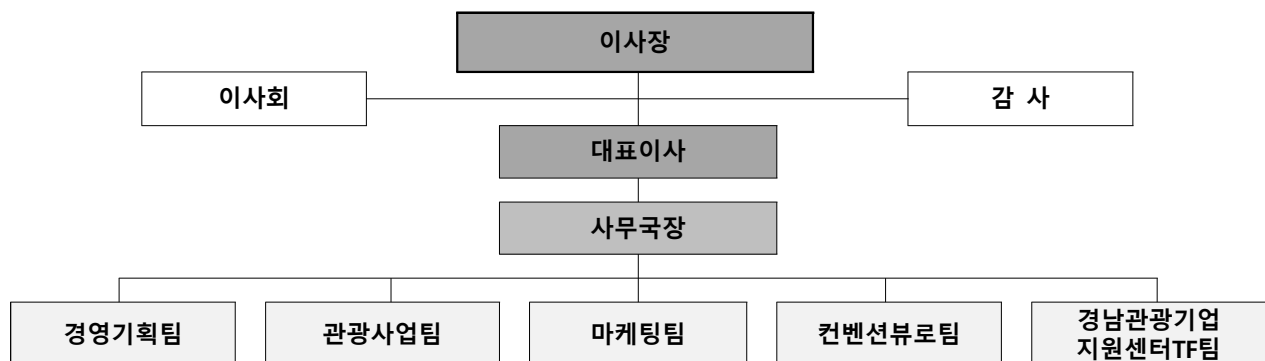 이사장
이사회
감 사
대표이사
사무국장
경영기획팀
관광사업팀
마케팅팀
컨벤션뷰로팀
경남관광기업
지원센터TF팀